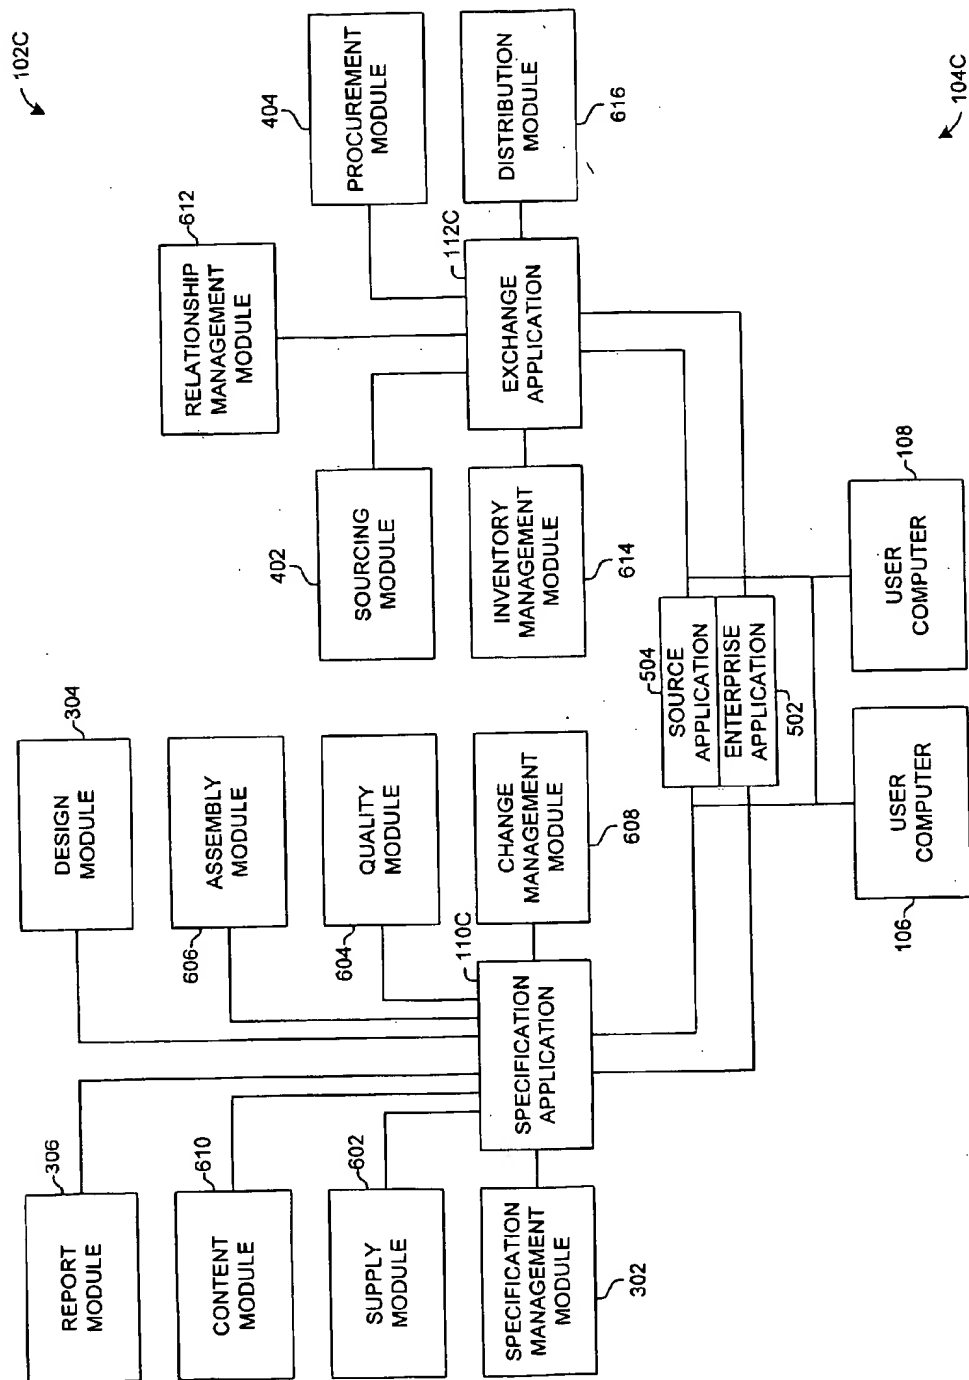 102C
REPORT
MODULE
306
DESIGN
MODULE
304
CONTENT
MODULE
610
ASSEMBLY
MODULE
606
RELATIONSHIP
MANAGEMENT
MODULE
612
SUPPLY
MODULE
602
QUALITY
MODULE
604
SOURCING
MODULE
402
PROCUREMENT
MODULE
404
SPECIFICATION
MANAGEMENT
MODULE
302
SPECIFICATION
APPLICATION
110C
CHANGE
MANAGEMENT
MODULE
608
INVENTORY
MANAGEMENT
MODULE
614
EXCHANGE
APPLICATION
112C
DISTRIBUTION
MODULE
616
SOURCE
APPLICATION
504
ENTERPRISE
APPLICATION
502
USER
COMPUTER
106
USER
COMPUTER
108
104C